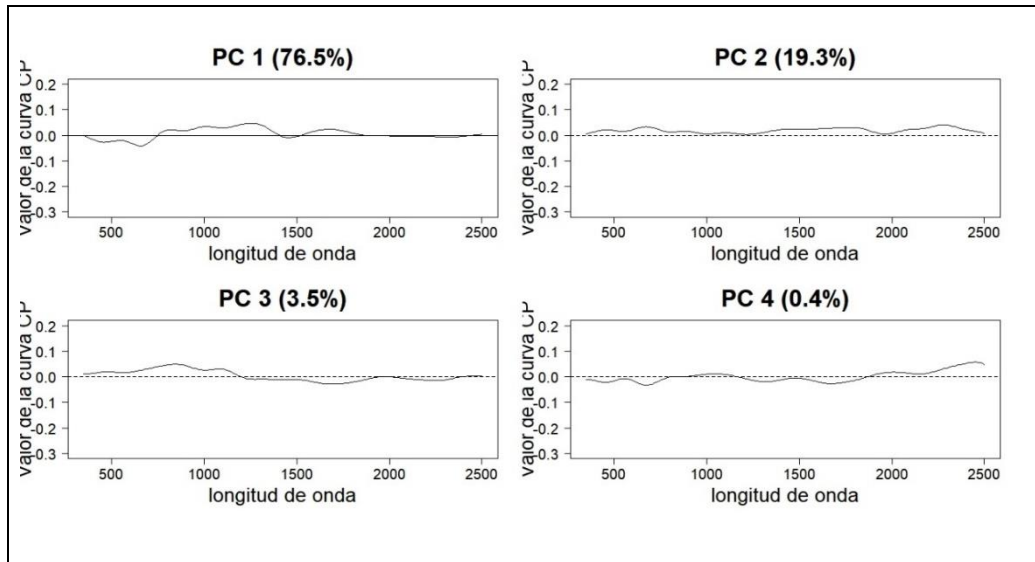 PC 1 (76.5%)
valor de la curva CP
0.2
0.1
0.0
-0.1
-0.2
-0.3
500 1000 1500 2000 2500
longitud de onda
PC 2 (19.3%)
valor de la curva CP
0.2
0.1
0.0
-0.1
-0.2
-0.3
500 1000 1500 2000 2500
longitud de onda
PC 3 (3.5%)
valor de la curva CP
0.2
0.1
0.0
-0.1
-0.2
-0.3
500 1000 1500 2000 2500
longitud de onda
PC 4 (0.4%)
valor de la curva CP
0.2
0.1
0.0
-0.1
-0.2
-0.3
500 1000 1500 2000 2500
longitud de onda